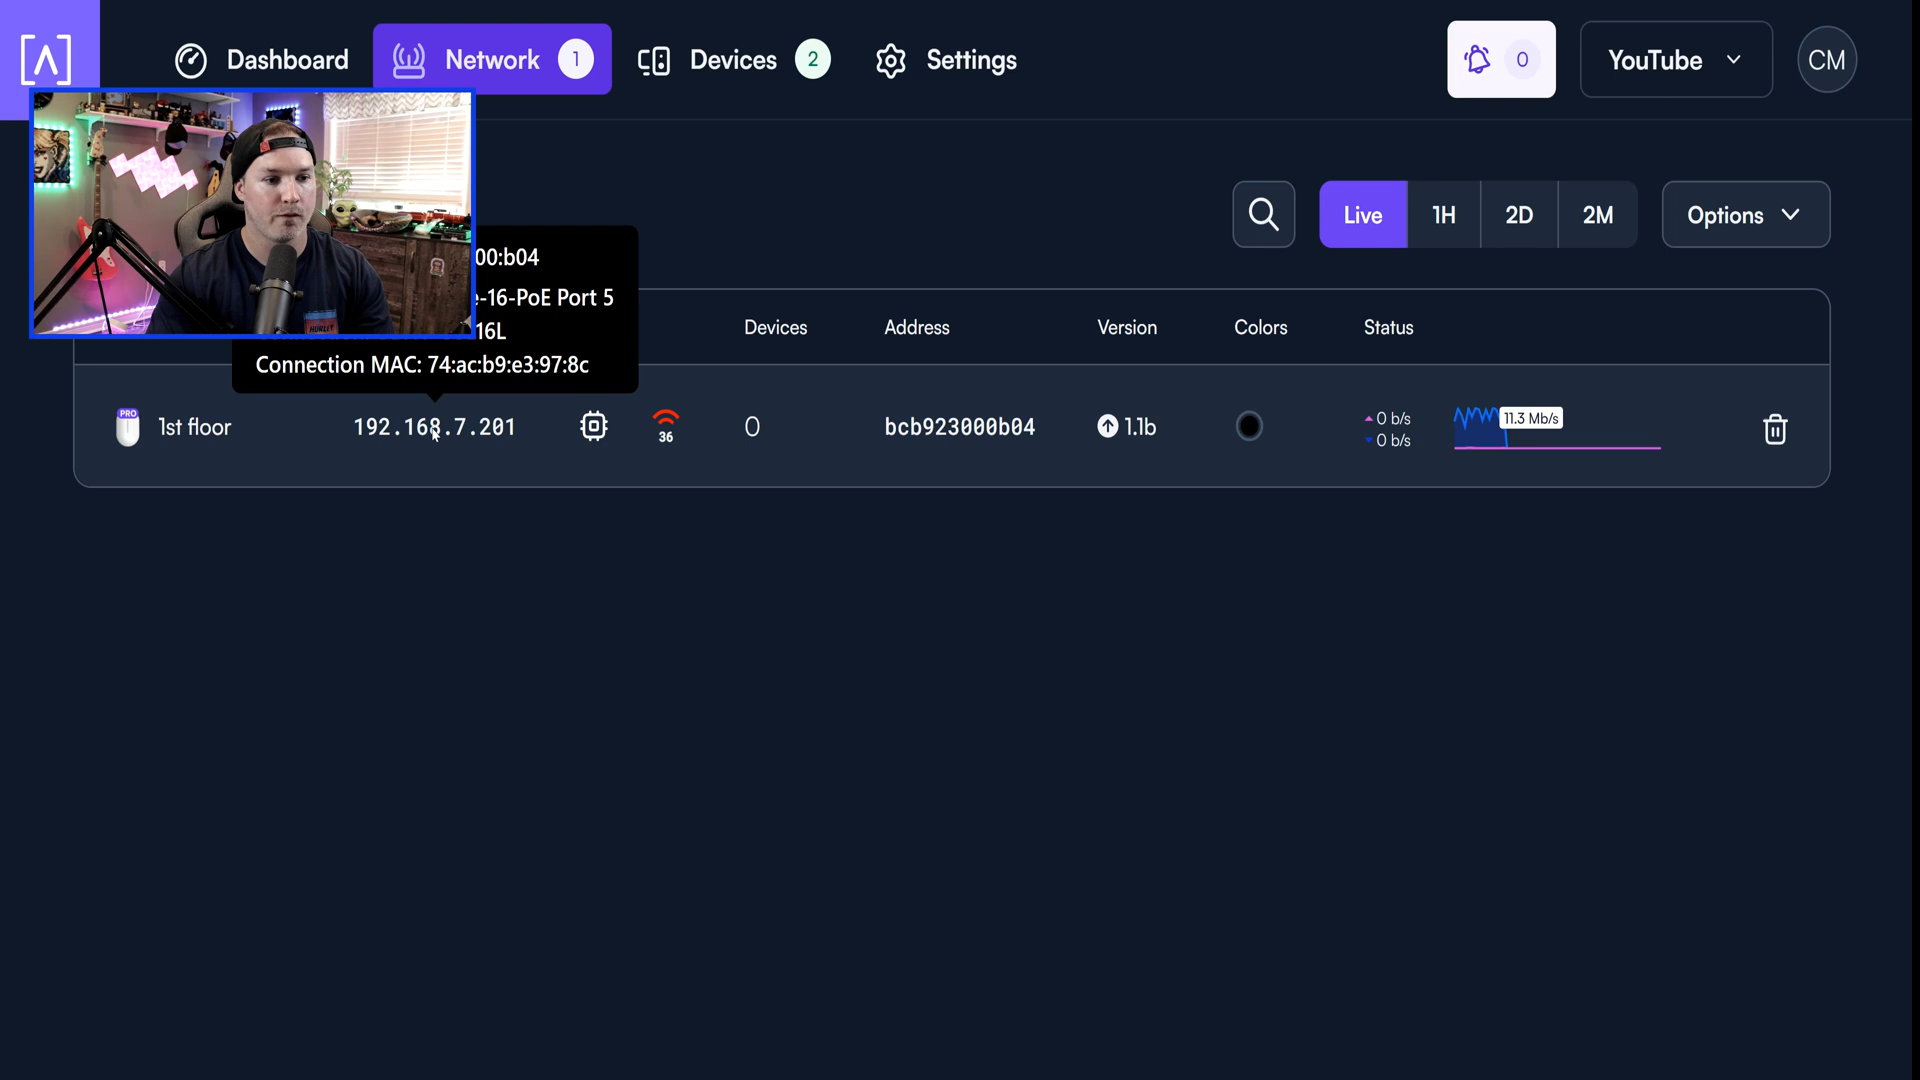 [Λ]
Dashboard
Network 1
Devices 2
Settings
0
YouTube
CM
HURLEY
Live 1H 2D 2M
Options
00:b04
e-16-PoE Port 5
16L
Connection MAC: 74:ac:b9:e3:97:8c
Devices Address Version Colors Status
PRO
1st floor 192.168.7.201 36 0 bcb923000b04 1.1b
0 b/s
0 b/s
11.3 Mb/s